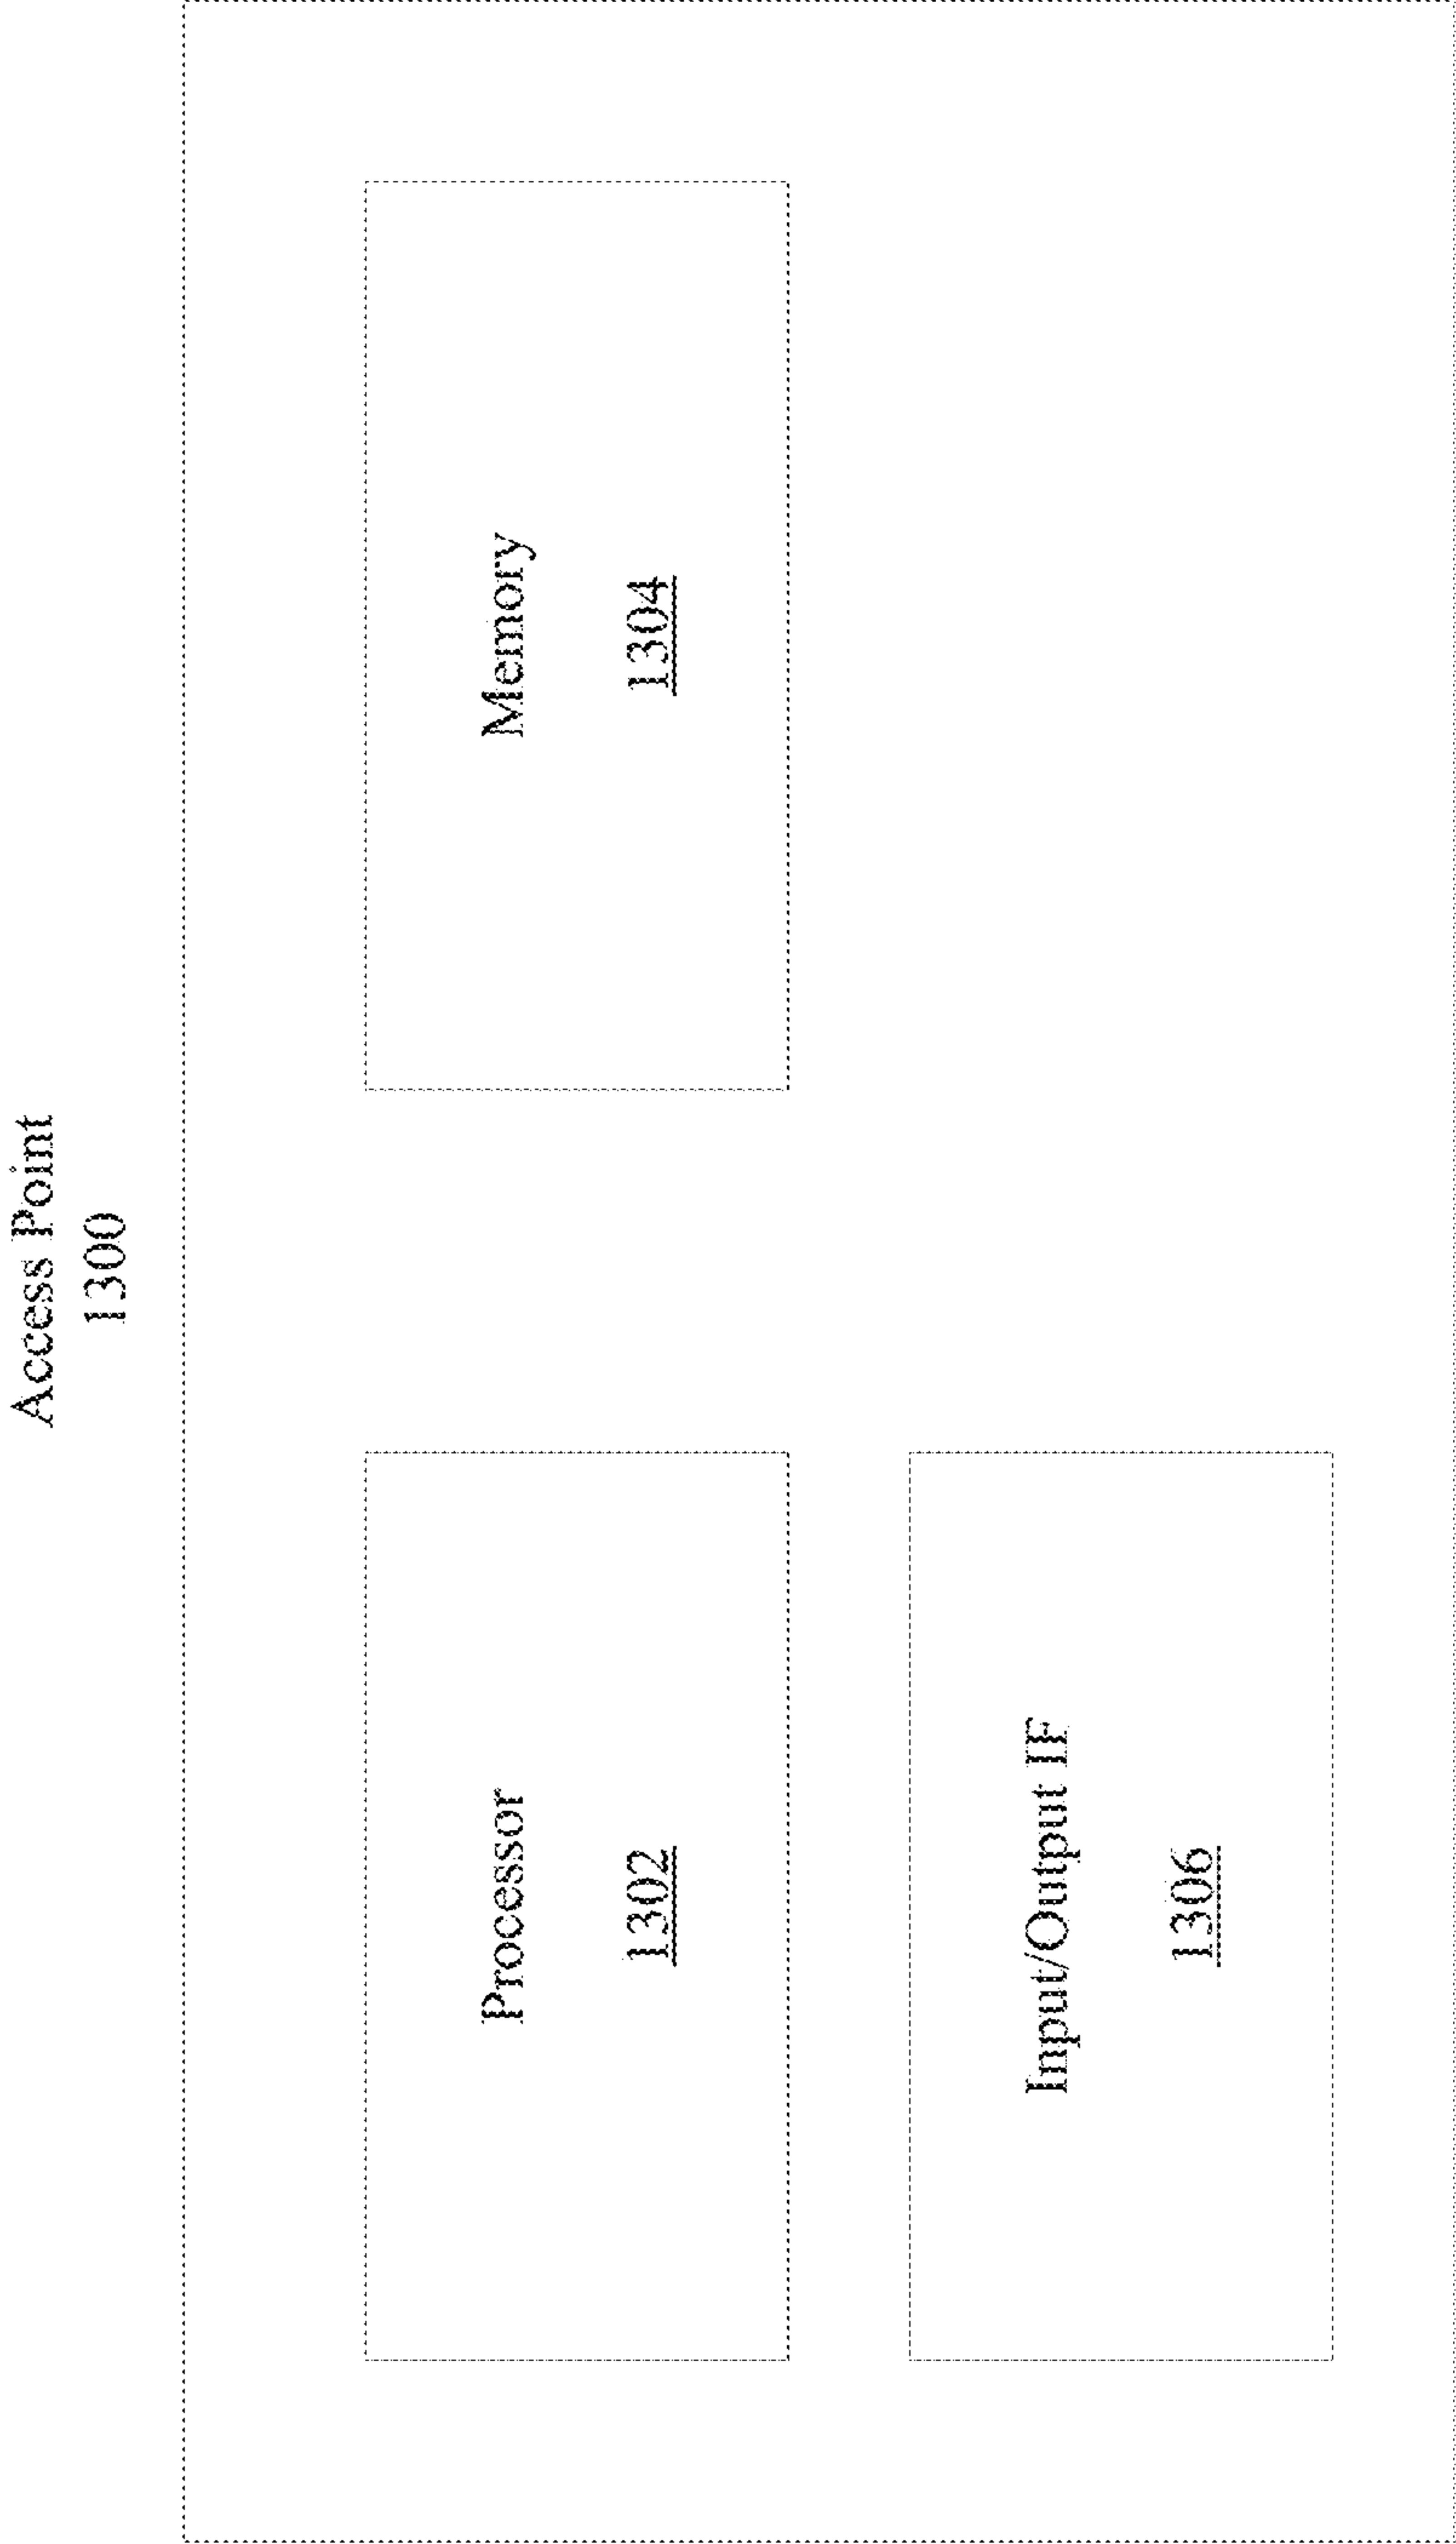 Access Point
1300
Processor
1302
Memory
1304
Input/Output IF
1306